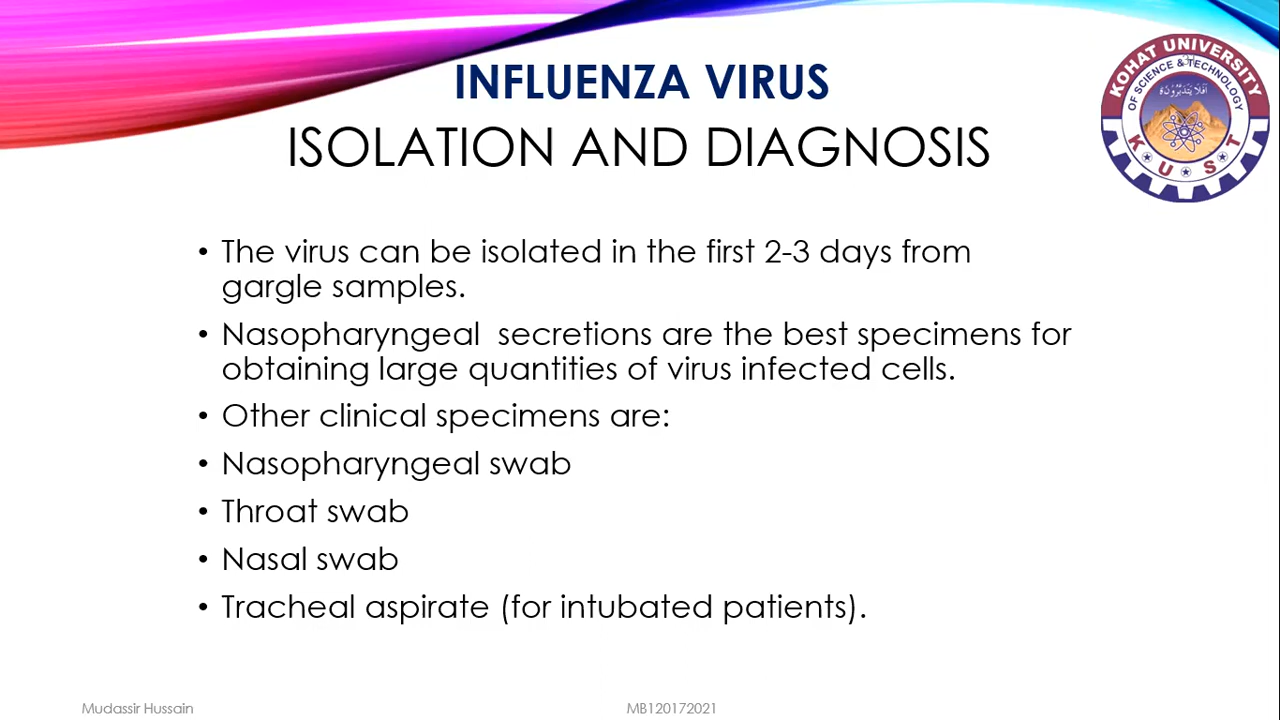 INFLUENZA VIRUS
ISOLATION AND DIAGNOSIS
KOHAT UNIVERSITY
OF SCIENCE & TECHNOLOGY
K U S T
• The virus can be isolated in the first 2-3 days from
gargle samples.
• Nasopharyngeal secretions are the best specimens for
obtaining large quantities of virus infected cells.
• Other clinical specimens are:
• Nasopharyngeal swab
• Throat swab
• Nasal swab
• Tracheal aspirate (for intubated patients).
Mudassir Hussain
MB120172021